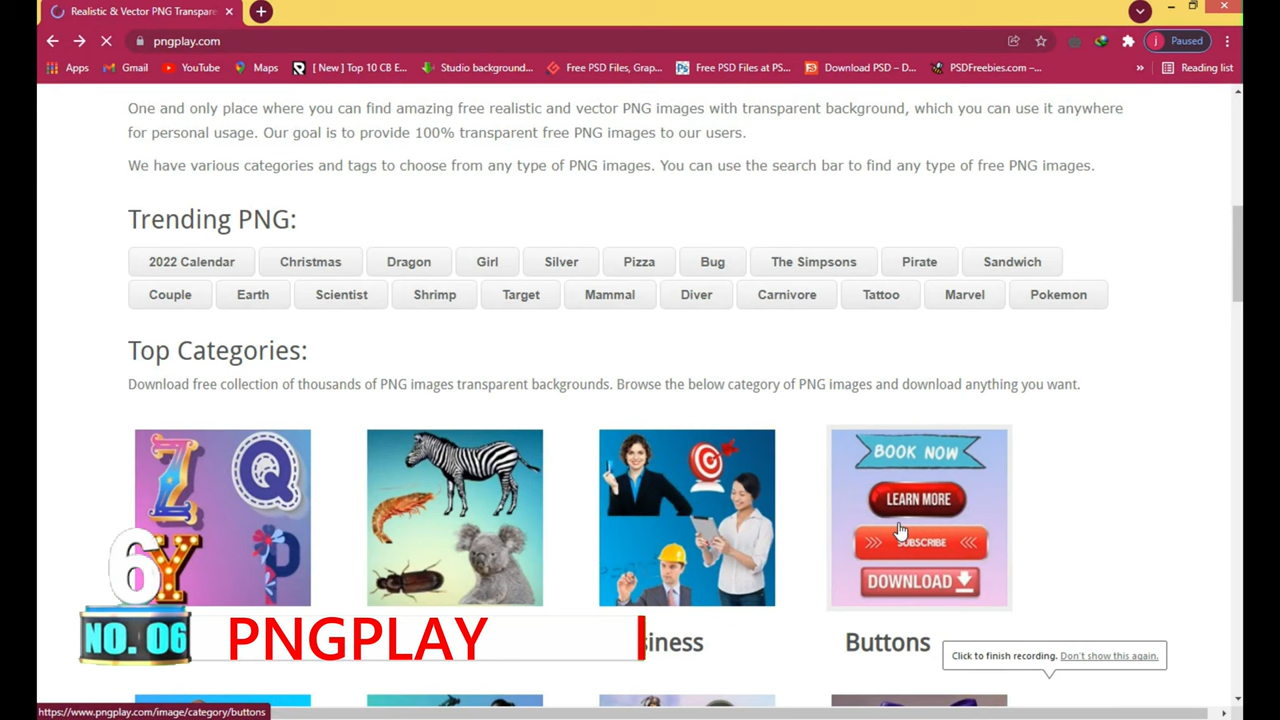 Realistic & Vector PNG Transpare
pngplay.com
Paused
Apps
Gmail
YouTube
Maps
[ New ] Top 10 CB E...
Studio background...
Free PSD Files, Grap...
Free PSD Files at PS...
Download PSD – D...
PSDFreebies.com –...
»
Reading list
One and only place where you can find amazing free realistic and vector PNG images with transparent background, which you can use it anywhere
for personal usage. Our goal is to provide 100% transparent free PNG images to our users.
We have various categories and tags to choose from any type of PNG images. You can use the search bar to find any type of free PNG images.
Trending PNG:
2022 Calendar Christmas Dragon Girl Silver Pizza Bug The Simpsons Pirate Sandwich
Couple Earth Scientist Shrimp Target Mammal Diver Carnivore Tattoo Marvel Pokemon
Top Categories:
Download free collection of thousands of PNG images transparent backgrounds. Browse the below category of PNG images and download anything you want.
Z Q
Y P
BOOK NOW
LEARN MORE
SUBSCRIBE
DOWNLOAD
6
NO. 06
PNGPLAY
siness
Buttons
Click to finish recording. Don't show this again.
https://www.pngplay.com/image/category/buttons